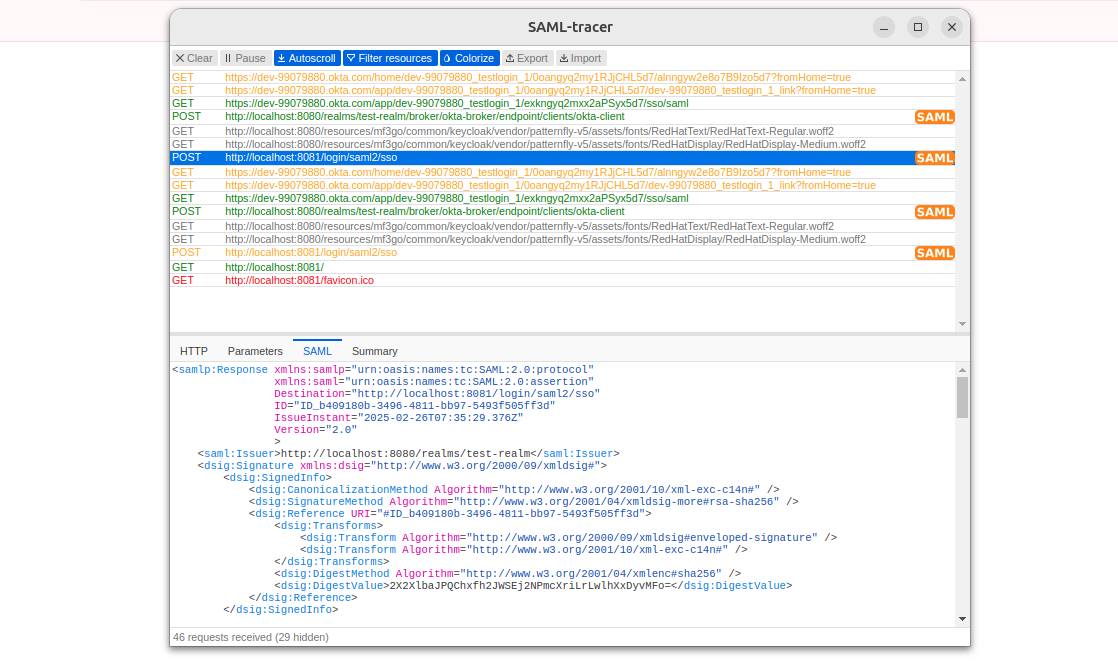 SAML-tracer
Clear Pause Autoscroll Filter resources Colorize Export Import
GET https://dev-99079880.okta.com/home/dev-99079880_testlogin_1/0oangyq2my1RJjCHL5d7/alnngyw2e8o7B9Izo5d7?fromHome=true
GET https://dev-99079880.okta.com/app/dev-99079880_testlogin_1/0oangyq2my1RJjCHL5d7/dev-99079880_testlogin_1_link?fromHome=true
GET https://dev-99079880.okta.com/app/dev-99079880_testlogin_1/exkngyq2mxx2aPSyx5d7/sso/saml
POST http://localhost:8080/realms/test-realm/broker/okta-broker/endpoint/clients/okta-client SAML
GET http://localhost:8080/resources/mf3go/common/keycloak/vendor/patternfly-v5/assets/fonts/RedHatText/RedHatText-Regular.woff2
GET http://localhost:8080/resources/mf3go/common/keycloak/vendor/patternfly-v5/assets/fonts/RedHatDisplay/RedHatDisplay-Medium.woff2
POST http://localhost:8081/login/saml2/sso SAML
GET https://dev-99079880.okta.com/home/dev-99079880_testlogin_1/0oangyq2my1RJjCHL5d7/alnngyw2e8o7B9Izo5d7?fromHome=true
GET https://dev-99079880.okta.com/app/dev-99079880_testlogin_1/0oangyq2my1RJjCHL5d7/dev-99079880_testlogin_1_link?fromHome=true
GET https://dev-99079880.okta.com/app/dev-99079880_testlogin_1/exkngyq2mxx2aPSyx5d7/sso/saml
POST http://localhost:8080/realms/test-realm/broker/okta-broker/endpoint/clients/okta-client SAML
GET http://localhost:8080/resources/mf3go/common/keycloak/vendor/patternfly-v5/assets/fonts/RedHatText/RedHatText-Regular.woff2
GET http://localhost:8080/resources/mf3go/common/keycloak/vendor/patternfly-v5/assets/fonts/RedHatDisplay/RedHatDisplay-Medium.woff2
POST http://localhost:8081/login/saml2/sso SAML
GET http://localhost:8081/
GET http://localhost:8081/favicon.ico
HTTP Parameters SAML Summary
<samlp:Response xmlns:samlp="urn:oasis:names:tc:SAML:2.0:protocol"
xmlns:saml="urn:oasis:names:tc:SAML:2.0:assertion"
Destination="http://localhost:8081/login/saml2/sso"
ID="ID_b409180b-3496-4811-bb97-5493f505ff3d"
IssueInstant="2025-02-26T07:35:29.376Z"
Version="2.0"
>
<saml:Issuer>http://localhost:8080/realms/test-realm</saml:Issuer>
<dsig:Signature xmlns:dsig="http://www.w3.org/2000/09/xmldsig#">
<dsig:SignedInfo>
<dsig:CanonicalizationMethod Algorithm="http://www.w3.org/2001/10/xml-exc-c14n#" />
<dsig:SignatureMethod Algorithm="http://www.w3.org/2001/04/xmldsig-more#rsa-sha256" />
<dsig:Reference URI="#ID_b409180b-3496-4811-bb97-5493f505ff3d">
<dsig:Transforms>
<dsig:Transform Algorithm="http://www.w3.org/2000/09/xmldsig#enveloped-signature" />
<dsig:Transform Algorithm="http://www.w3.org/2001/10/xml-exc-c14n#" />
</dsig:Transforms>
<dsig:DigestMethod Algorithm="http://www.w3.org/2001/04/xmlenc#sha256" />
<dsig:DigestValue>2X2XlbaJPQChxfh2JWSEj2NPmcXriLrLwlhXxDyvMFo=</dsig:DigestValue>
</dsig:Reference>
</dsig:SignedInfo>
46 requests received (29 hidden)